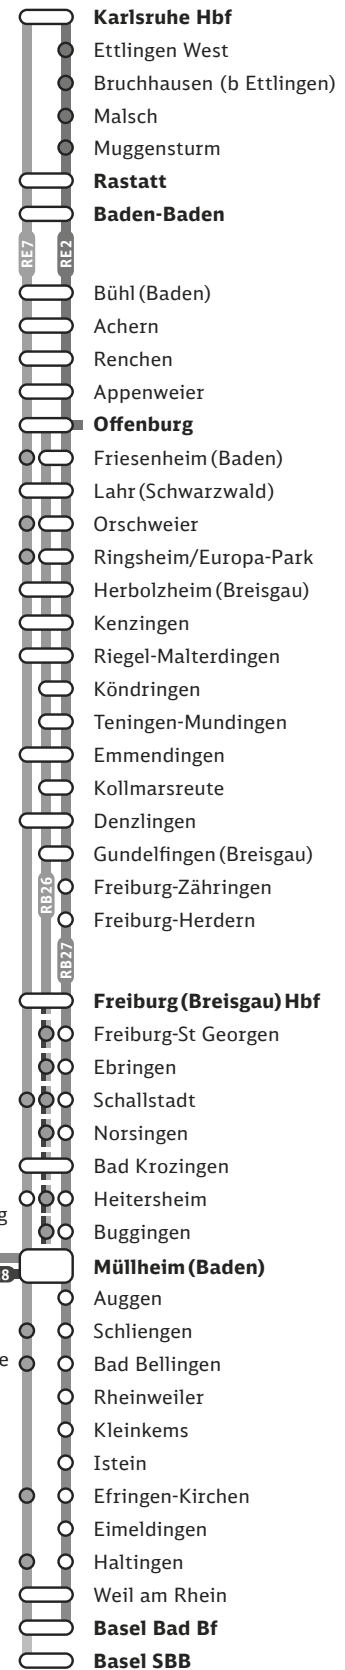 Karlsruhe Hbf
Ettlingen West
Bruchhausen (b Ettlingen)
Malsch
Muggensturm
Rastatt
Baden-Baden
RE7
RE2
Bühl (Baden)
Achern
Renchen
Appenweier
Offenburg
Friesenheim (Baden)
Lahr (Schwarzwald)
Orschweier
Ringsheim/Europa-Park
Herbolzheim (Breisgau)
Kenzingen
Riegel-Malterdingen
Köndringen
Teningen-Mundingen
Emmendingen
Kollmarsreute
Denzlingen
Gundelfingen (Breisgau)
RB26
Freiburg-Zähringen
Freiburg-Herdern
RB27
Freiburg (Breisgau) Hbf
Freiburg-St Georgen
Ebringen
Schallstadt
Norsingen
Bad Krozingen
Heitersheim
g
Buggingen
8
Müllheim (Baden)
Auggen
Schliengen
e
Bad Bellingen
Rheinweiler
Kleinkems
Istein
Efringen-Kirchen
Eimeldingen
Haltingen
Weil am Rhein
Basel Bad Bf
Basel SBB